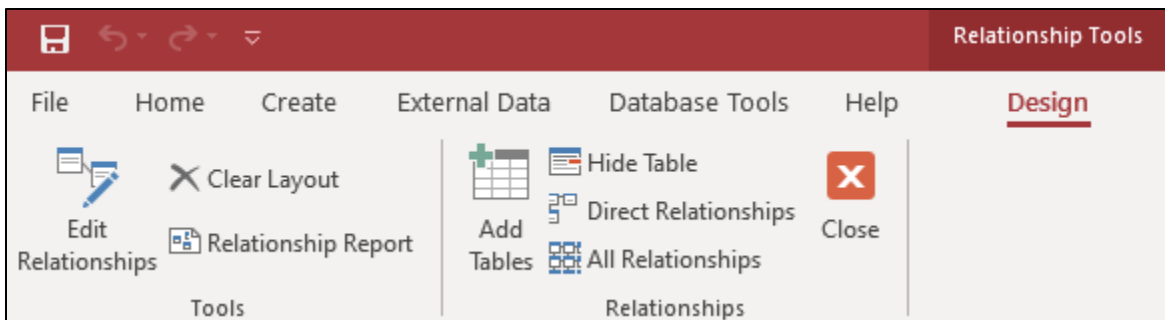 Relationship Tools
File Home Create External Data Database Tools Help Design
Edit
Relationships
Clear Layout
Relationship Report
Tools
Add
Tables
Hide Table
Direct Relationships
All Relationships
Close
Relationships